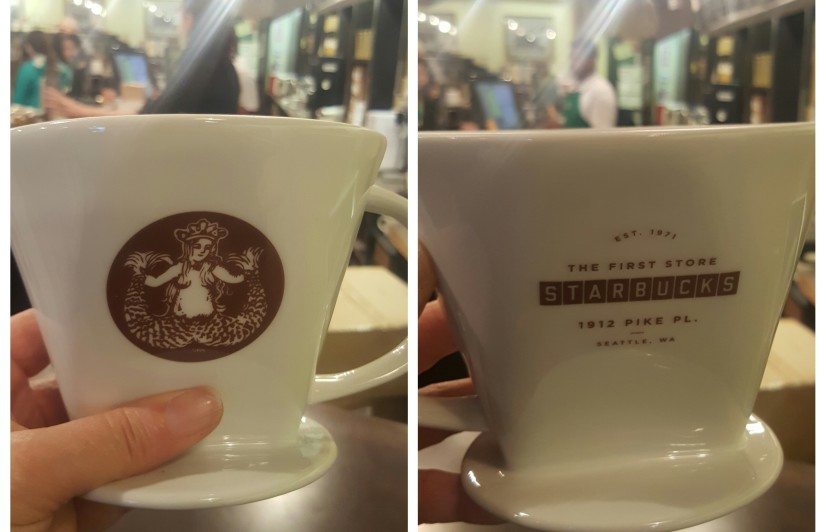 EST. 1971
THE FIRST STORE
STARBUCKS
1912 PIKE PL.
SEATTLE, WA